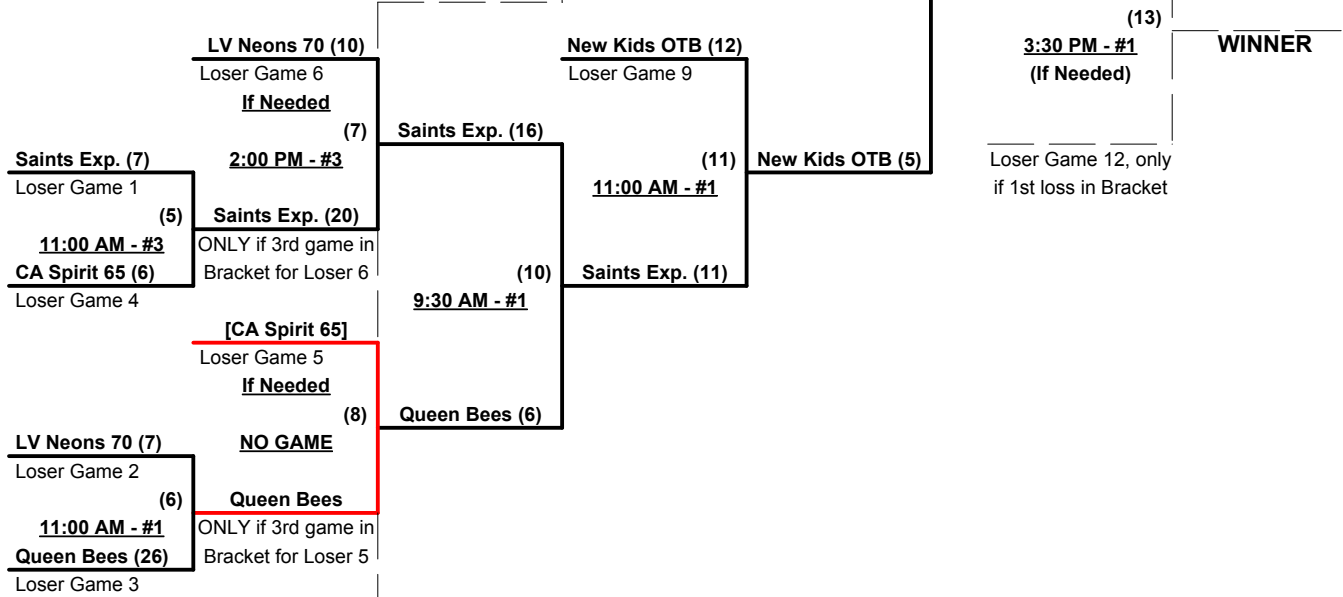 (13)
LV Neons 70 (10)
New Kids OTB (12)
3:30 PM - #1
WINNER
Loser Game 6
Loser Game 9
(If Needed)
If Needed
(7)
Saints Exp. (16)
Saints Exp. (7)
2:00 PM - #3
(11)
New Kids OTB (5)
Loser Game 12, only
Loser Game 1
11:00 AM - #1
if 1st loss in Bracket
(5)
Saints Exp. (20)
11:00 AM - #3
ONLY if 3rd game in
CA Spirit 65 (6)
Bracket for Loser 6
(10)
Saints Exp. (11)
Loser Game 4
9:30 AM - #1
[CA Spirit 65]
Loser Game 5
If Needed
(8)
Queen Bees (6)
LV Neons 70 (7)
NO GAME
Loser Game 2
(6)
Queen Bees
11:00 AM - #1
ONLY if 3rd game in
Queen Bees (26)
Bracket for Loser 5
Loser Game 3